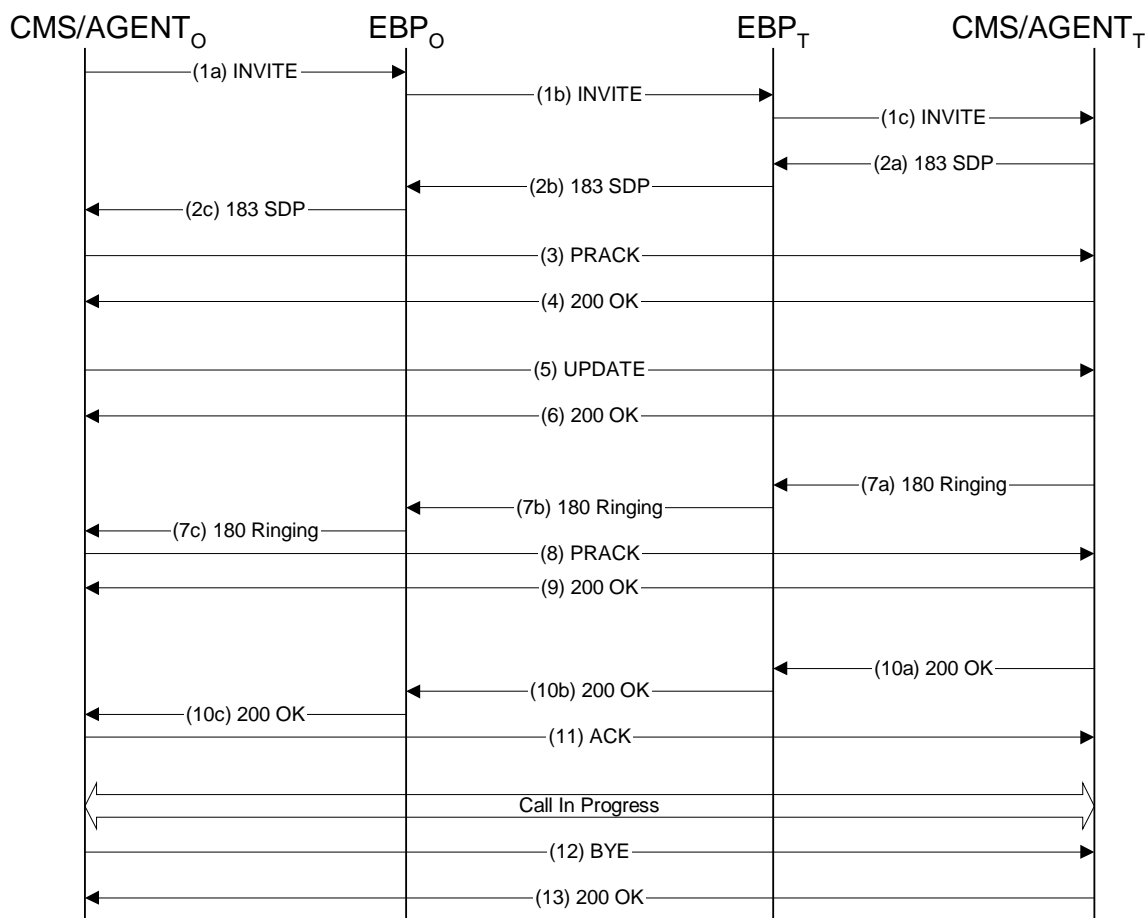 CMS/AGENT_O EBP_O EBP_T CMS/AGENT_T
(1a) INVITE
(1b) INVITE
(1c) INVITE
(2a) 183 SDP
(2b) 183 SDP
(2c) 183 SDP
(3) PRACK
(4) 200 OK
(5) UPDATE
(6) 200 OK
(7a) 180 Ringing
(7b) 180 Ringing
(7c) 180 Ringing
(8) PRACK
(9) 200 OK
(10a) 200 OK
(10b) 200 OK
(10c) 200 OK
(11) ACK
Call In Progress
(12) BYE
(13) 200 OK